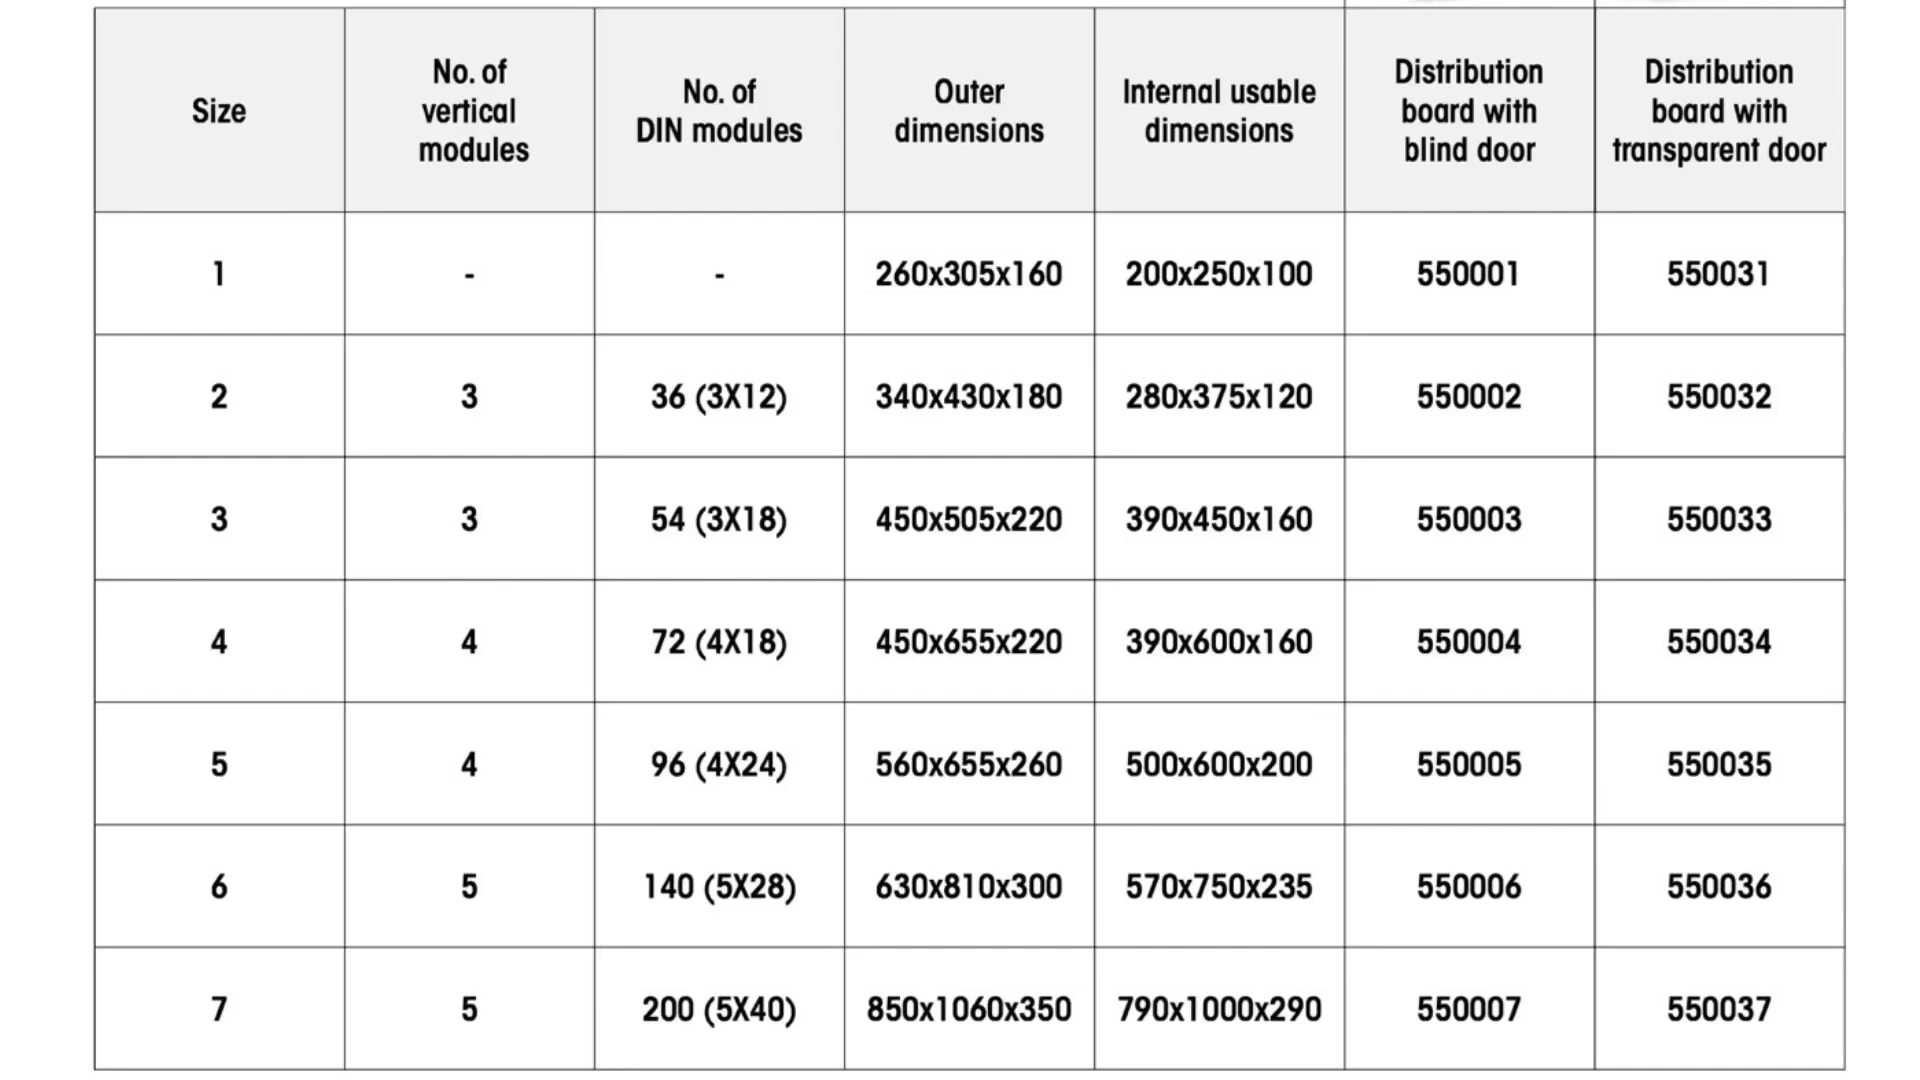 Size
No. of
vertical
modules
No. of
DIN modules
Outer
dimensions
Internal usable
dimensions
Distribution
board with
blind door
Distribution
board with
transparent door
1 - - 260x305x160 200x250x100 550001 550031
2 3 36 (3X12) 340x430x180 280x375x120 550002 550032
3 3 54 (3X18) 450x505x220 390x450x160 550003 550033
4 4 72 (4X18) 450x655x220 390x600x160 550004 550034
5 4 96 (4X24) 560x655x260 500x600x200 550005 550035
6 5 140 (5X28) 630x810x300 570x750x235 550006 550036
7 5 200 (5X40) 850x1060x350 790x1000x290 550007 550037